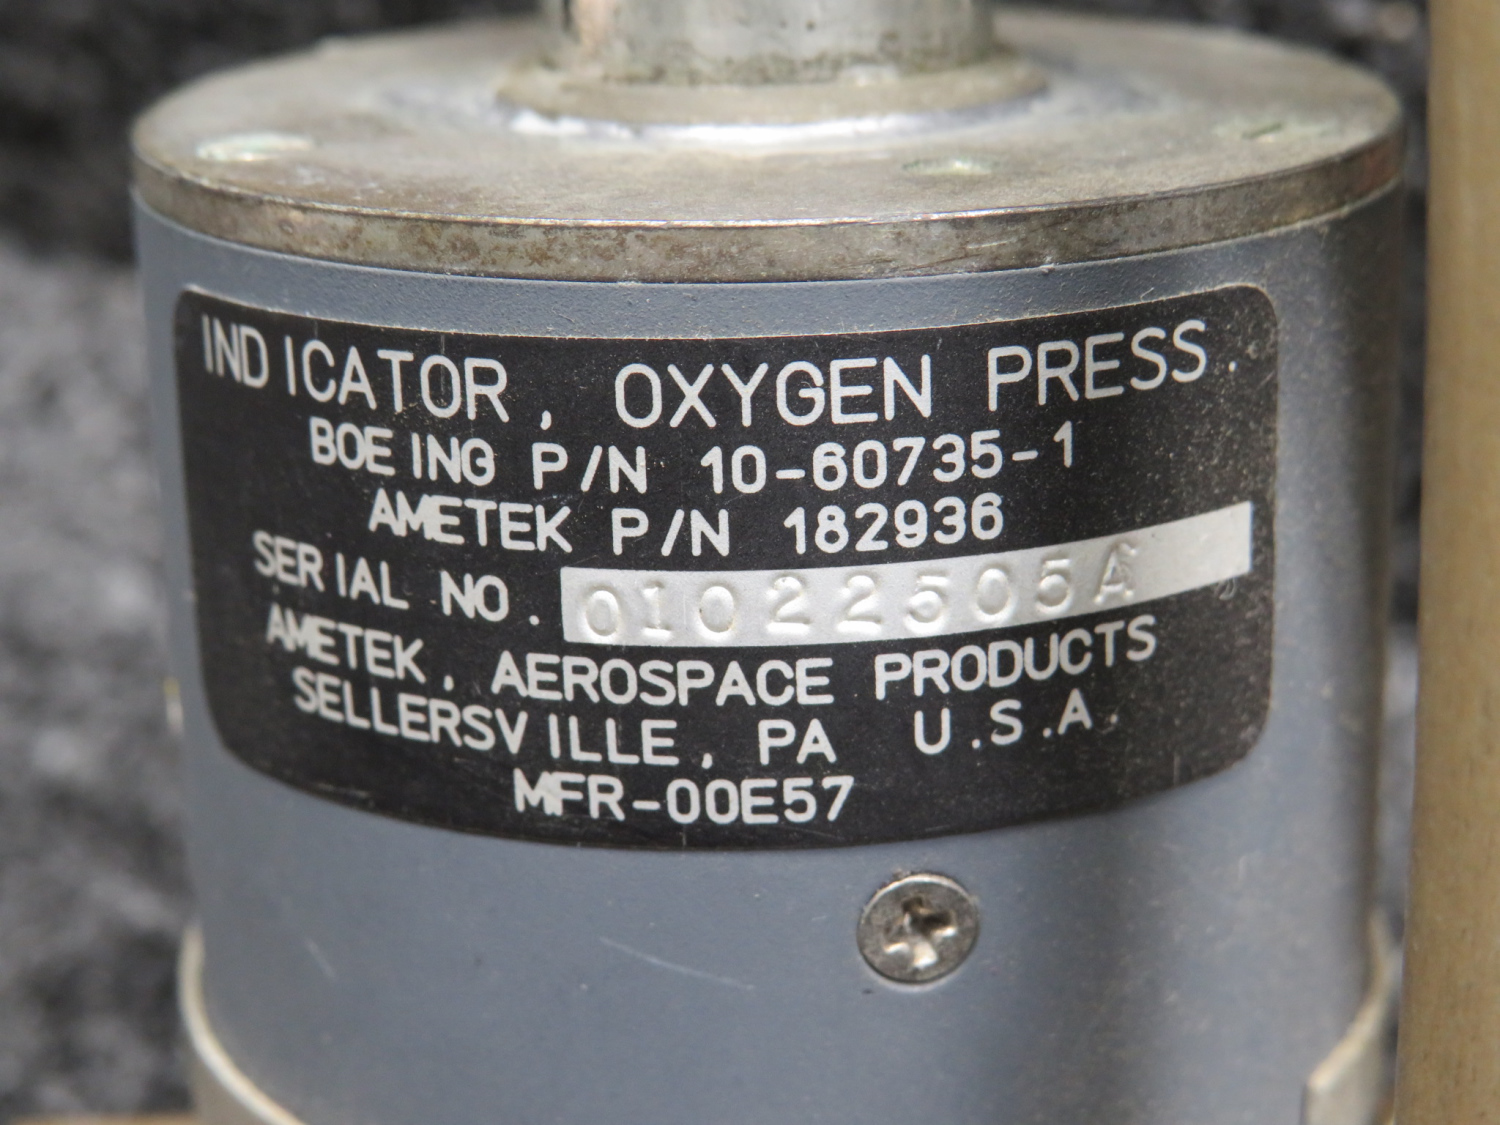 INDICATOR, OXYGEN PRESS.
BOEING P/N 10-60735-1
AMETEK P/N 182936
SERIAL NO. 01022505A
AMETEK, AEROSPACE PRODUCTS
SELLERSVILLE, PA U.S.A.
MFR-00E57